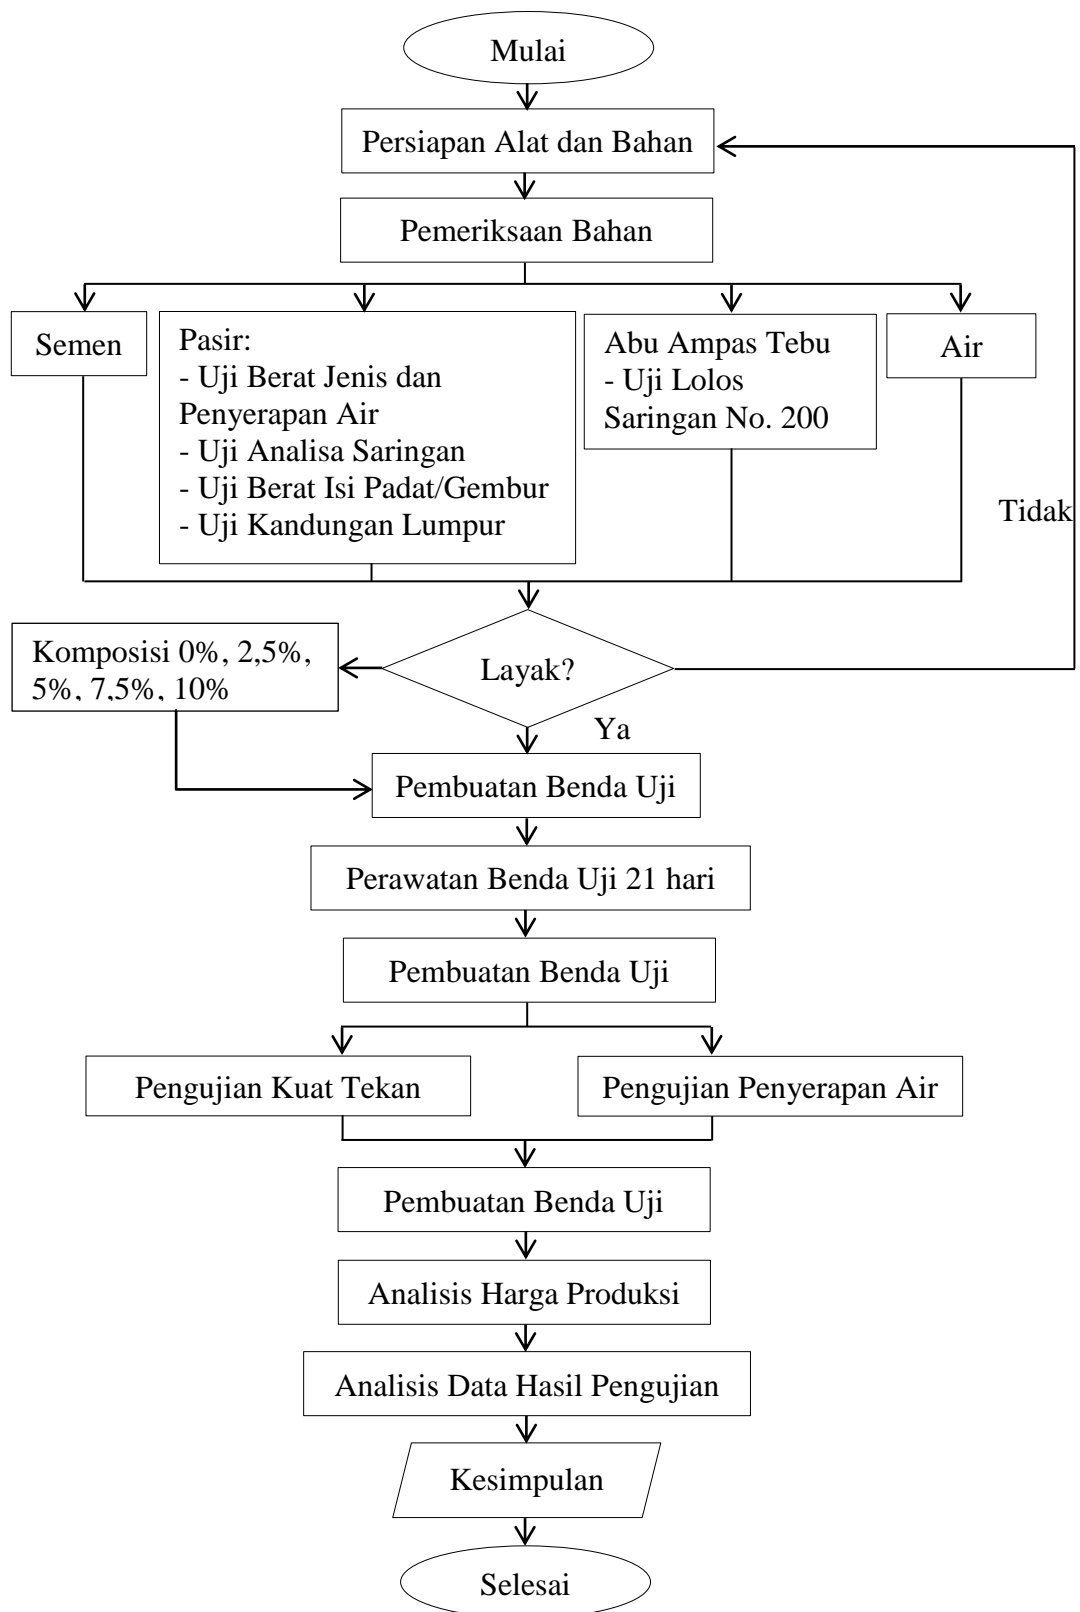 Mulai
Persiapan Alat dan Bahan
Pemeriksaan Bahan
Semen
Pasir:
- Uji Berat Jenis dan
Penyerapan Air
- Uji Analisa Saringan
- Uji Berat Isi Padat/Gembur
- Uji Kandungan Lumpur
Abu Ampas Tebu
- Uji Lolos
Saringan No. 200
Air
Tidak
Komposisi 0%, 2,5%,
5%, 7,5%, 10%
Layak?
Ya
Pembuatan Benda Uji
Perawatan Benda Uji 21 hari
Pembuatan Benda Uji
Pengujian Kuat Tekan
Pengujian Penyerapan Air
Pembuatan Benda Uji
Analisis Harga Produksi
Analisis Data Hasil Pengujian
Kesimpulan
Selesai